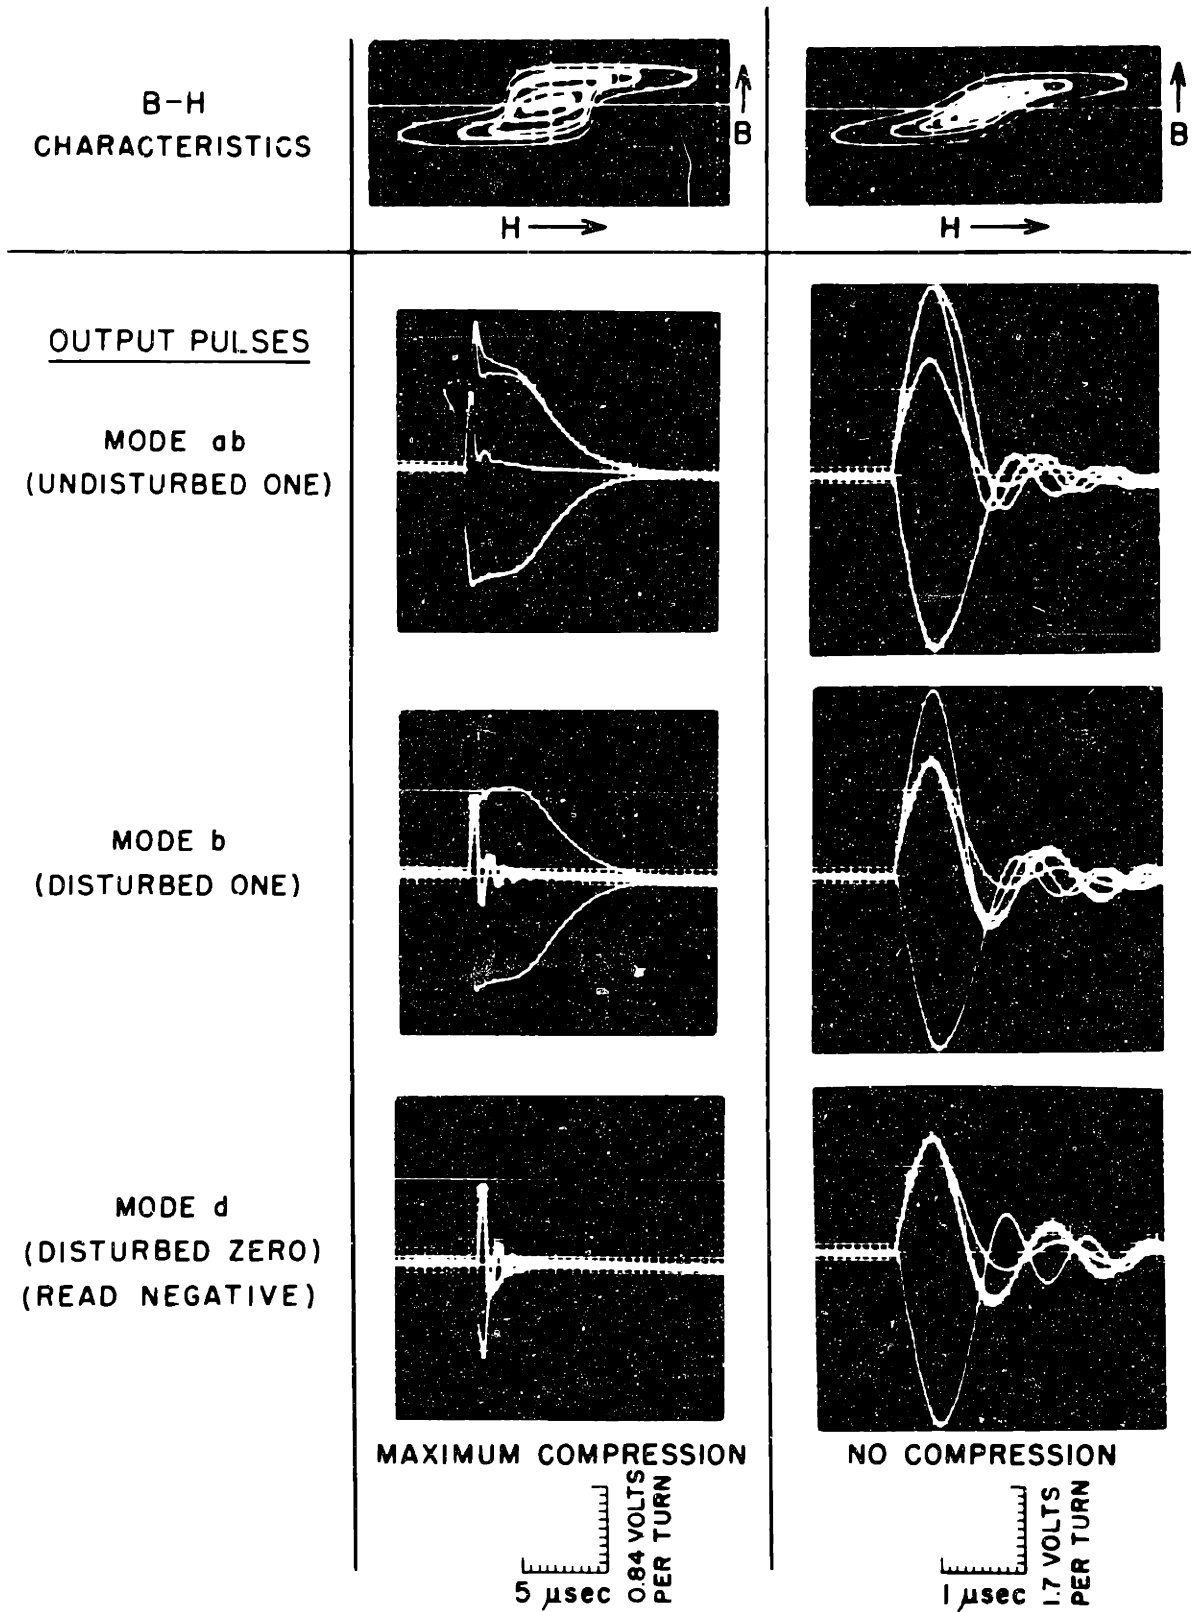 B-H
CHARACTERISTICS
B
H
B
H
OUTPUT PULSES
MODE ab
(UNDISTURBED ONE)
MODE b
(DISTURBED ONE)
MODE d
(DISTURBED ZERO)
(READ NEGATIVE)
MAXIMUM COMPRESSION
5 μsec
0.84 VOLTS
PER TURN
NO COMPRESSION
1 μsec
1.7 VOLTS
PER TURN